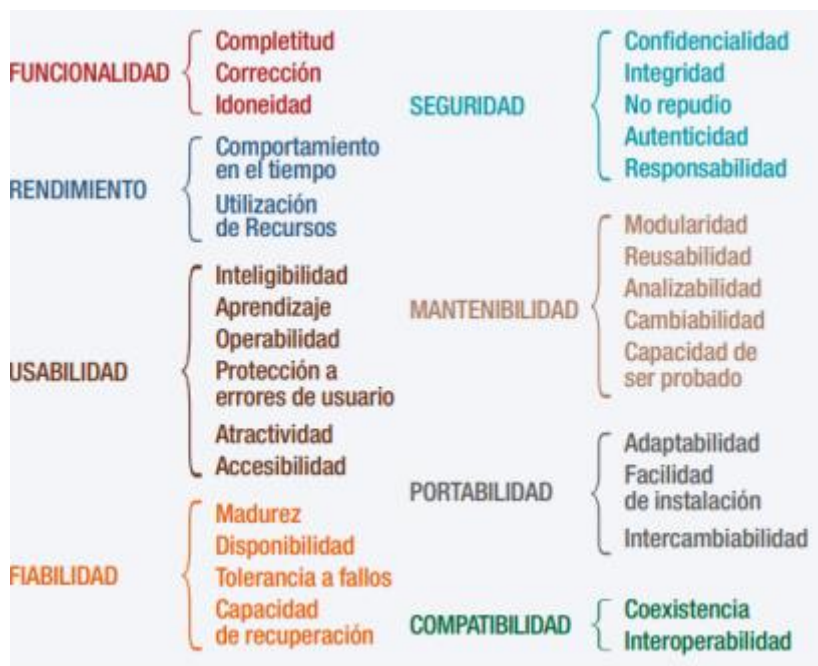 FUNCIONALIDAD
Completitud
Corrección
Idoneidad
RENDIMIENTO
Comportamiento
en el tiempo
Utilización
de Recursos
USABILIDAD
Inteligibilidad
Aprendizaje
Operabilidad
Protección a
errores de usuario
Atractividad
Accesibilidad
FIABILIDAD
Madurez
Disponibilidad
Tolerancia a fallos
Capacidad
de recuperación
SEGURIDAD
Confidencialidad
Integridad
No repudio
Autenticidad
Responsabilidad
MANTENIBILIDAD
Modularidad
Reusabilidad
Analizabilidad
Cambiabilidad
Capacidad de
ser probado
PORTABILIDAD
Adaptabilidad
Facilidad
de instalación
Intercambiabilidad
COMPATIBILIDAD
Coexistencia
Interoperabilidad